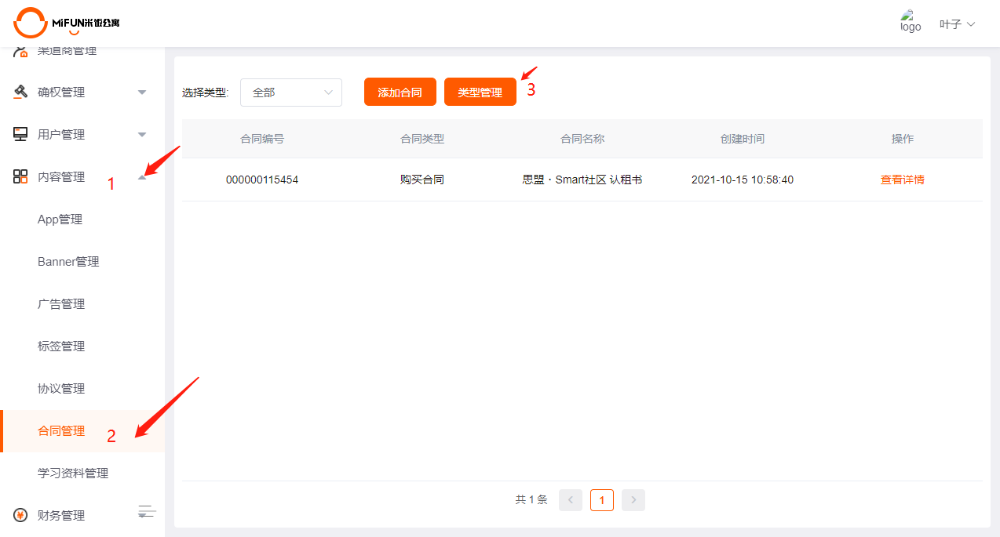 MiFUN米饭公寓
logo
叶子
渠道商管理
确权管理
用户管理
内容管理
1
App管理
Banner管理
广告管理
标签管理
协议管理
合同管理
2
学习资料管理
财务管理
选择类型:
全部
添加合同
类型管理
3
合同编号 合同类型 合同名称 创建时间 操作
000000115454 购买合同 思盟・Smart社区 认租书 2021-10-15 10:58:40 查看详情
共 1 条
1